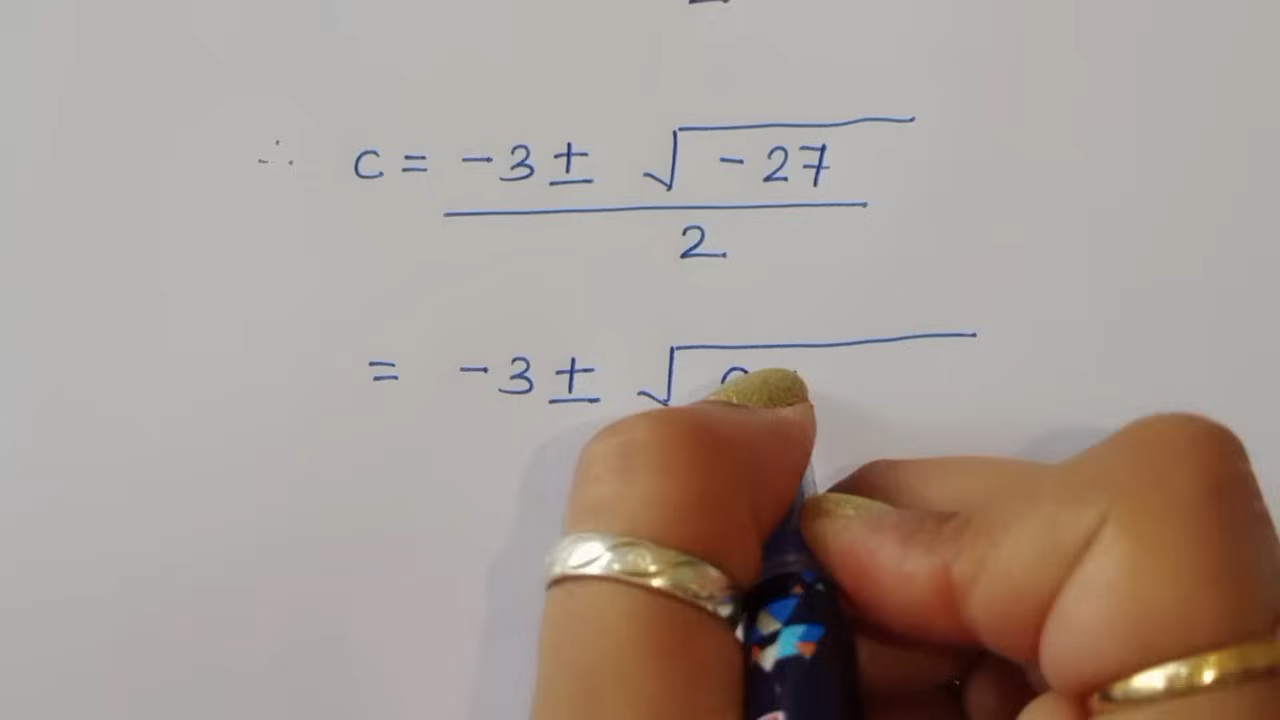 ∴ c = -3 ± √-27
2
= -3 ± √